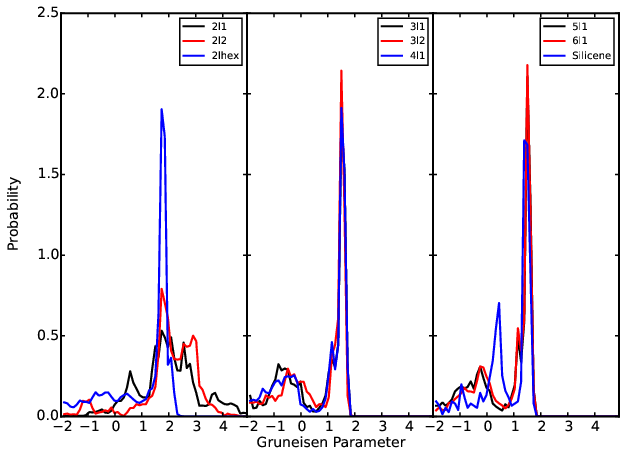 2.5
2.0
1.5
1.0
0.5
0.0
Probability
2l1
2l2
2lhex
3l1
3l2
4l1
5l1
6l1
Silicene
−2 −1 0 1 2 3 4
−2 −1 0 1 2 3 4
−2 −1 0 1 2 3 4
Gruneisen Parameter